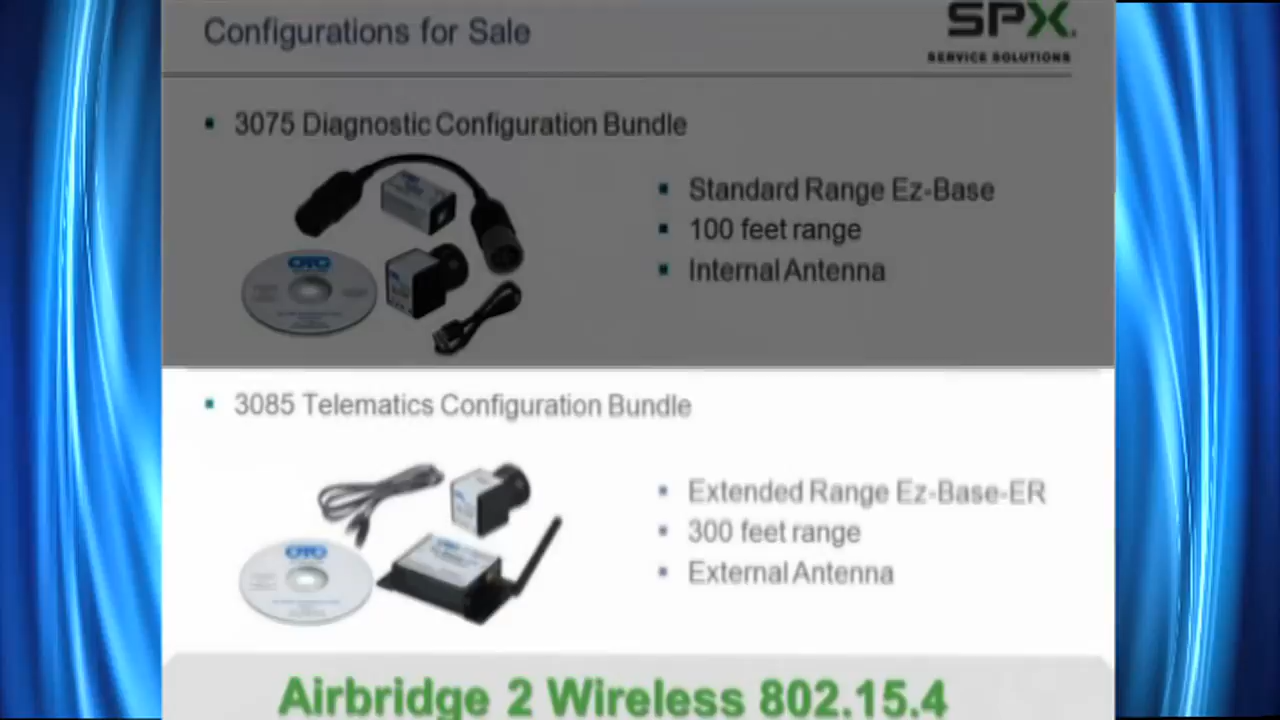 Configurations for Sale
SPX
SERVICE SOLUTIONS
3075 Diagnostic Configuration Bundle
Standard Range Ez-Base
100 feet range
Internal Antenna
OTC
3085 Telematics Configuration Bundle
Extended Range Ez-Base-ER
300 feet range
External Antenna
OTC
Airbridge 2 Wireless 802.15.4